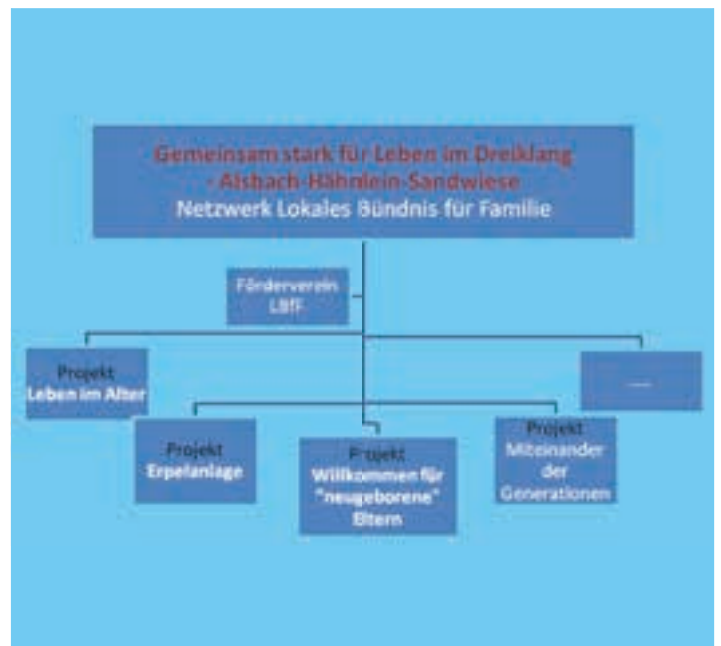 Gemeinsam stark für Leben im Dreiklang
- Alsbach-Hähnlein-Sandwiese
Netzwerk Lokales Bündnis für Familie
Förderverein
LBfF
Projekt
Leben im Alter
.....
Projekt
Erpelanlage
Projekt
Willkommen für
"neugeborene"
Eltern
Projekt
Miteinander
der
Generationen